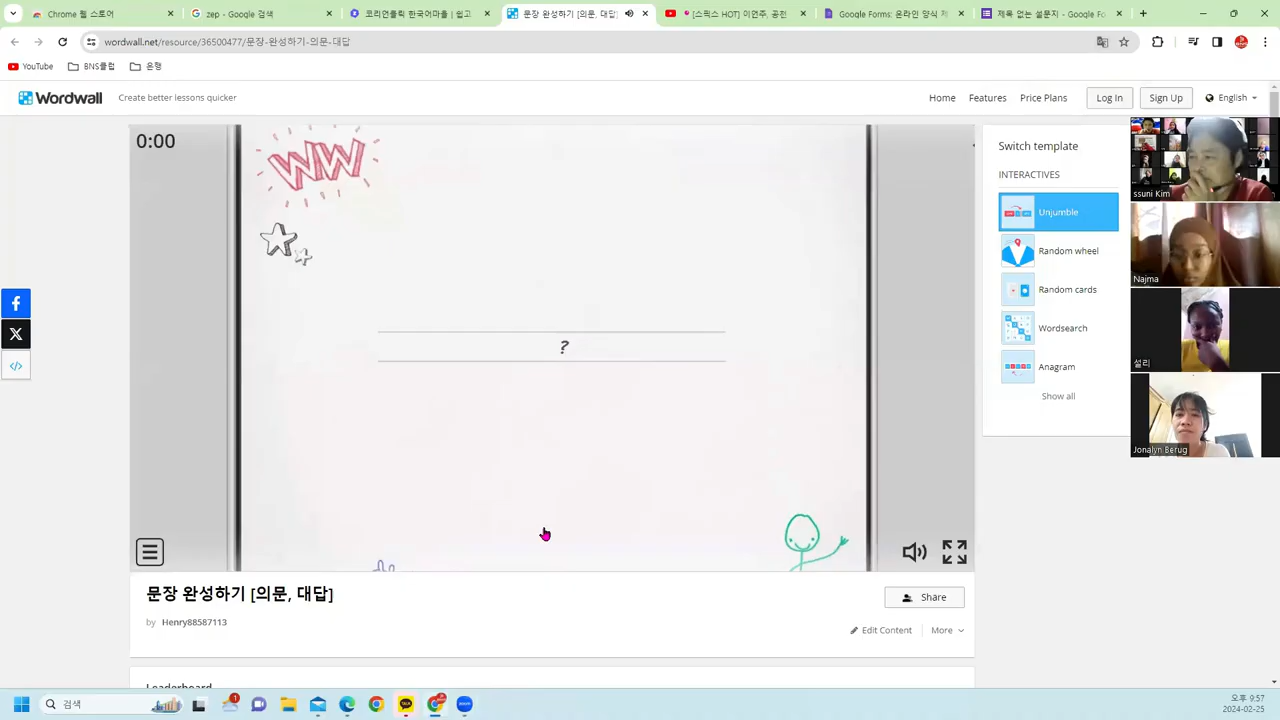 Chrome 웹 스토어
zep - Google 검색
코리안클릭 한국어마을 | 쉽고
문장 완성하기 [의문, 대답]
[스픽스 HOT] 이연주, 공천
Google Forms: 온라인 양식 제
제목 없는 설문지 - Google Fo
wordwall.net/resource/36500477/문장-완성하기-의문-대답
YouTube
BNS클럽
은행
Wordwall
Create better lessons quicker
Home
Features
Price Plans
Log In
Sign Up
English
0:00
WW
?
Switch template
INTERACTIVES
Unjumble
Random wheel
Random cards
Wordsearch
Anagram
Show all
ssuni Kim
Najma
설리
Jonalyn Berug
문장 완성하기 [의문, 대답]
by Henry88587113
Share
Edit Content
More
Leaderboard
검색
오후 9:57
2024-02-25